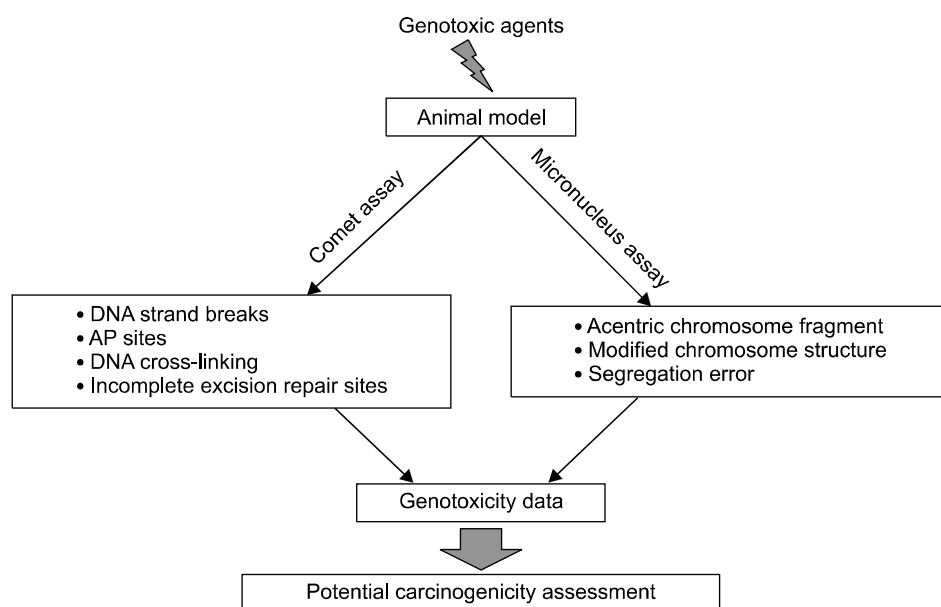 Genotoxic agents
Animal model
Comet assay
Micronucleus assay
• DNA strand breaks
• AP sites
• DNA cross-linking
• Incomplete excision repair sites
• Acentric chromosome fragment
• Modified chromosome structure
• Segregation error
Genotoxicity data
Potential carcinogenicity assessment